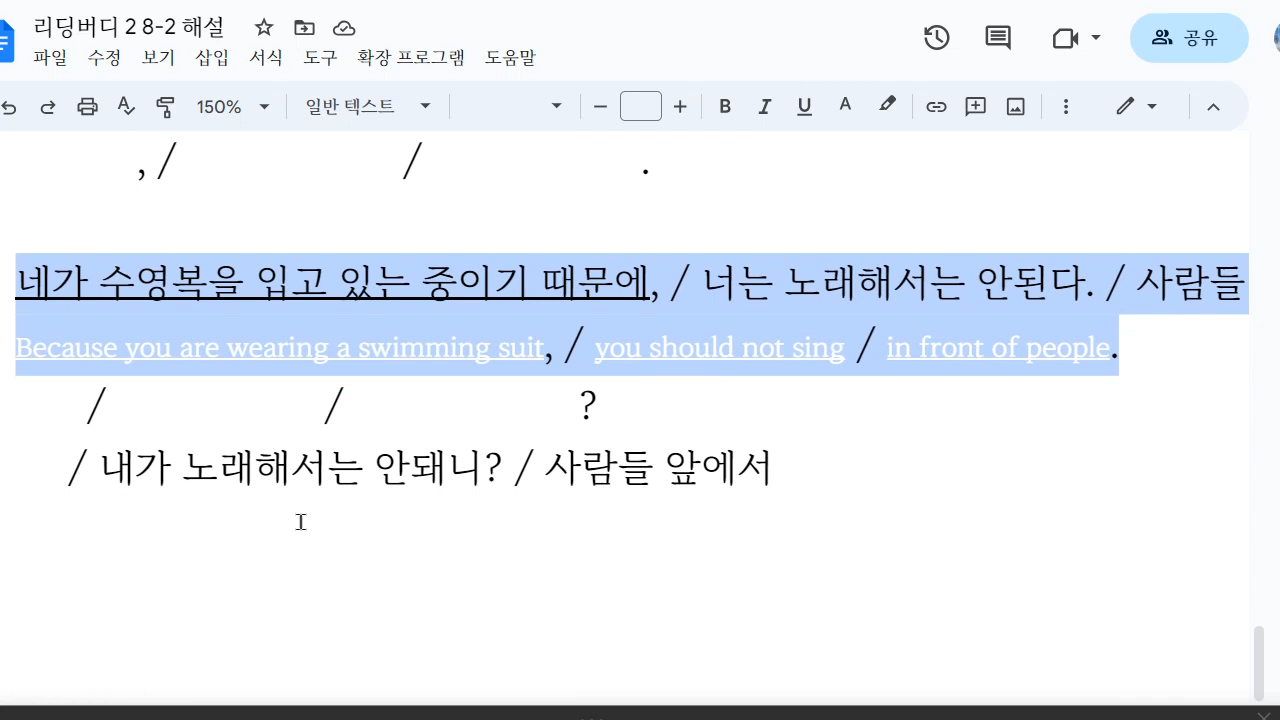 리딩버디 2 8-2 해설
파일 수정 보기 삽입 서식 도구 확장 프로그램 도움말
공유
150% 일반 텍스트 B I U A
, / / .
네가 수영복을 입고 있는 중이기 때문에, / 너는 노래해서는 안된다. / 사람들
Because you are wearing a swimming suit, / you should not sing / in front of people.
/ / ?
/ 내가 노래해서는 안돼니? / 사람들 앞에서